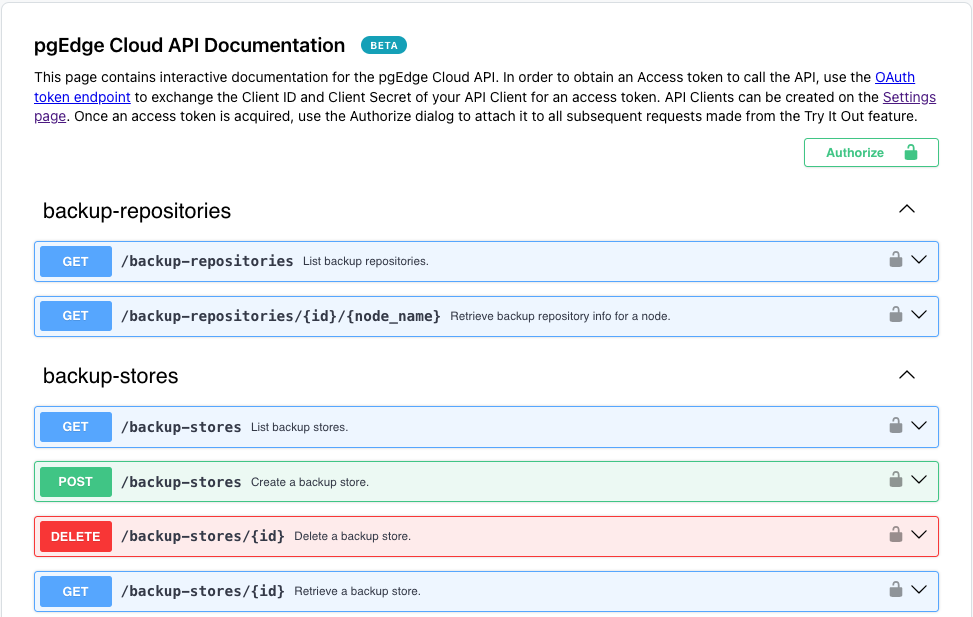 pgEdge Cloud API Documentation BETA
This page contains interactive documentation for the pgEdge Cloud API. In order to obtain an Access token to call the API, use the OAuth
token endpoint to exchange the Client ID and Client Secret of your API Client for an access token. API Clients can be created on the Settings
page. Once an access token is acquired, use the Authorize dialog to attach it to all subsequent requests made from the Try It Out feature.
Authorize
backup-repositories
GET /backup-repositories List backup repositories.
GET /backup-repositories/{id}/{node_name} Retrieve backup repository info for a node.
backup-stores
GET /backup-stores List backup stores.
POST /backup-stores Create a backup store.
DELETE /backup-stores/{id} Delete a backup store.
GET /backup-stores/{id} Retrieve a backup store.